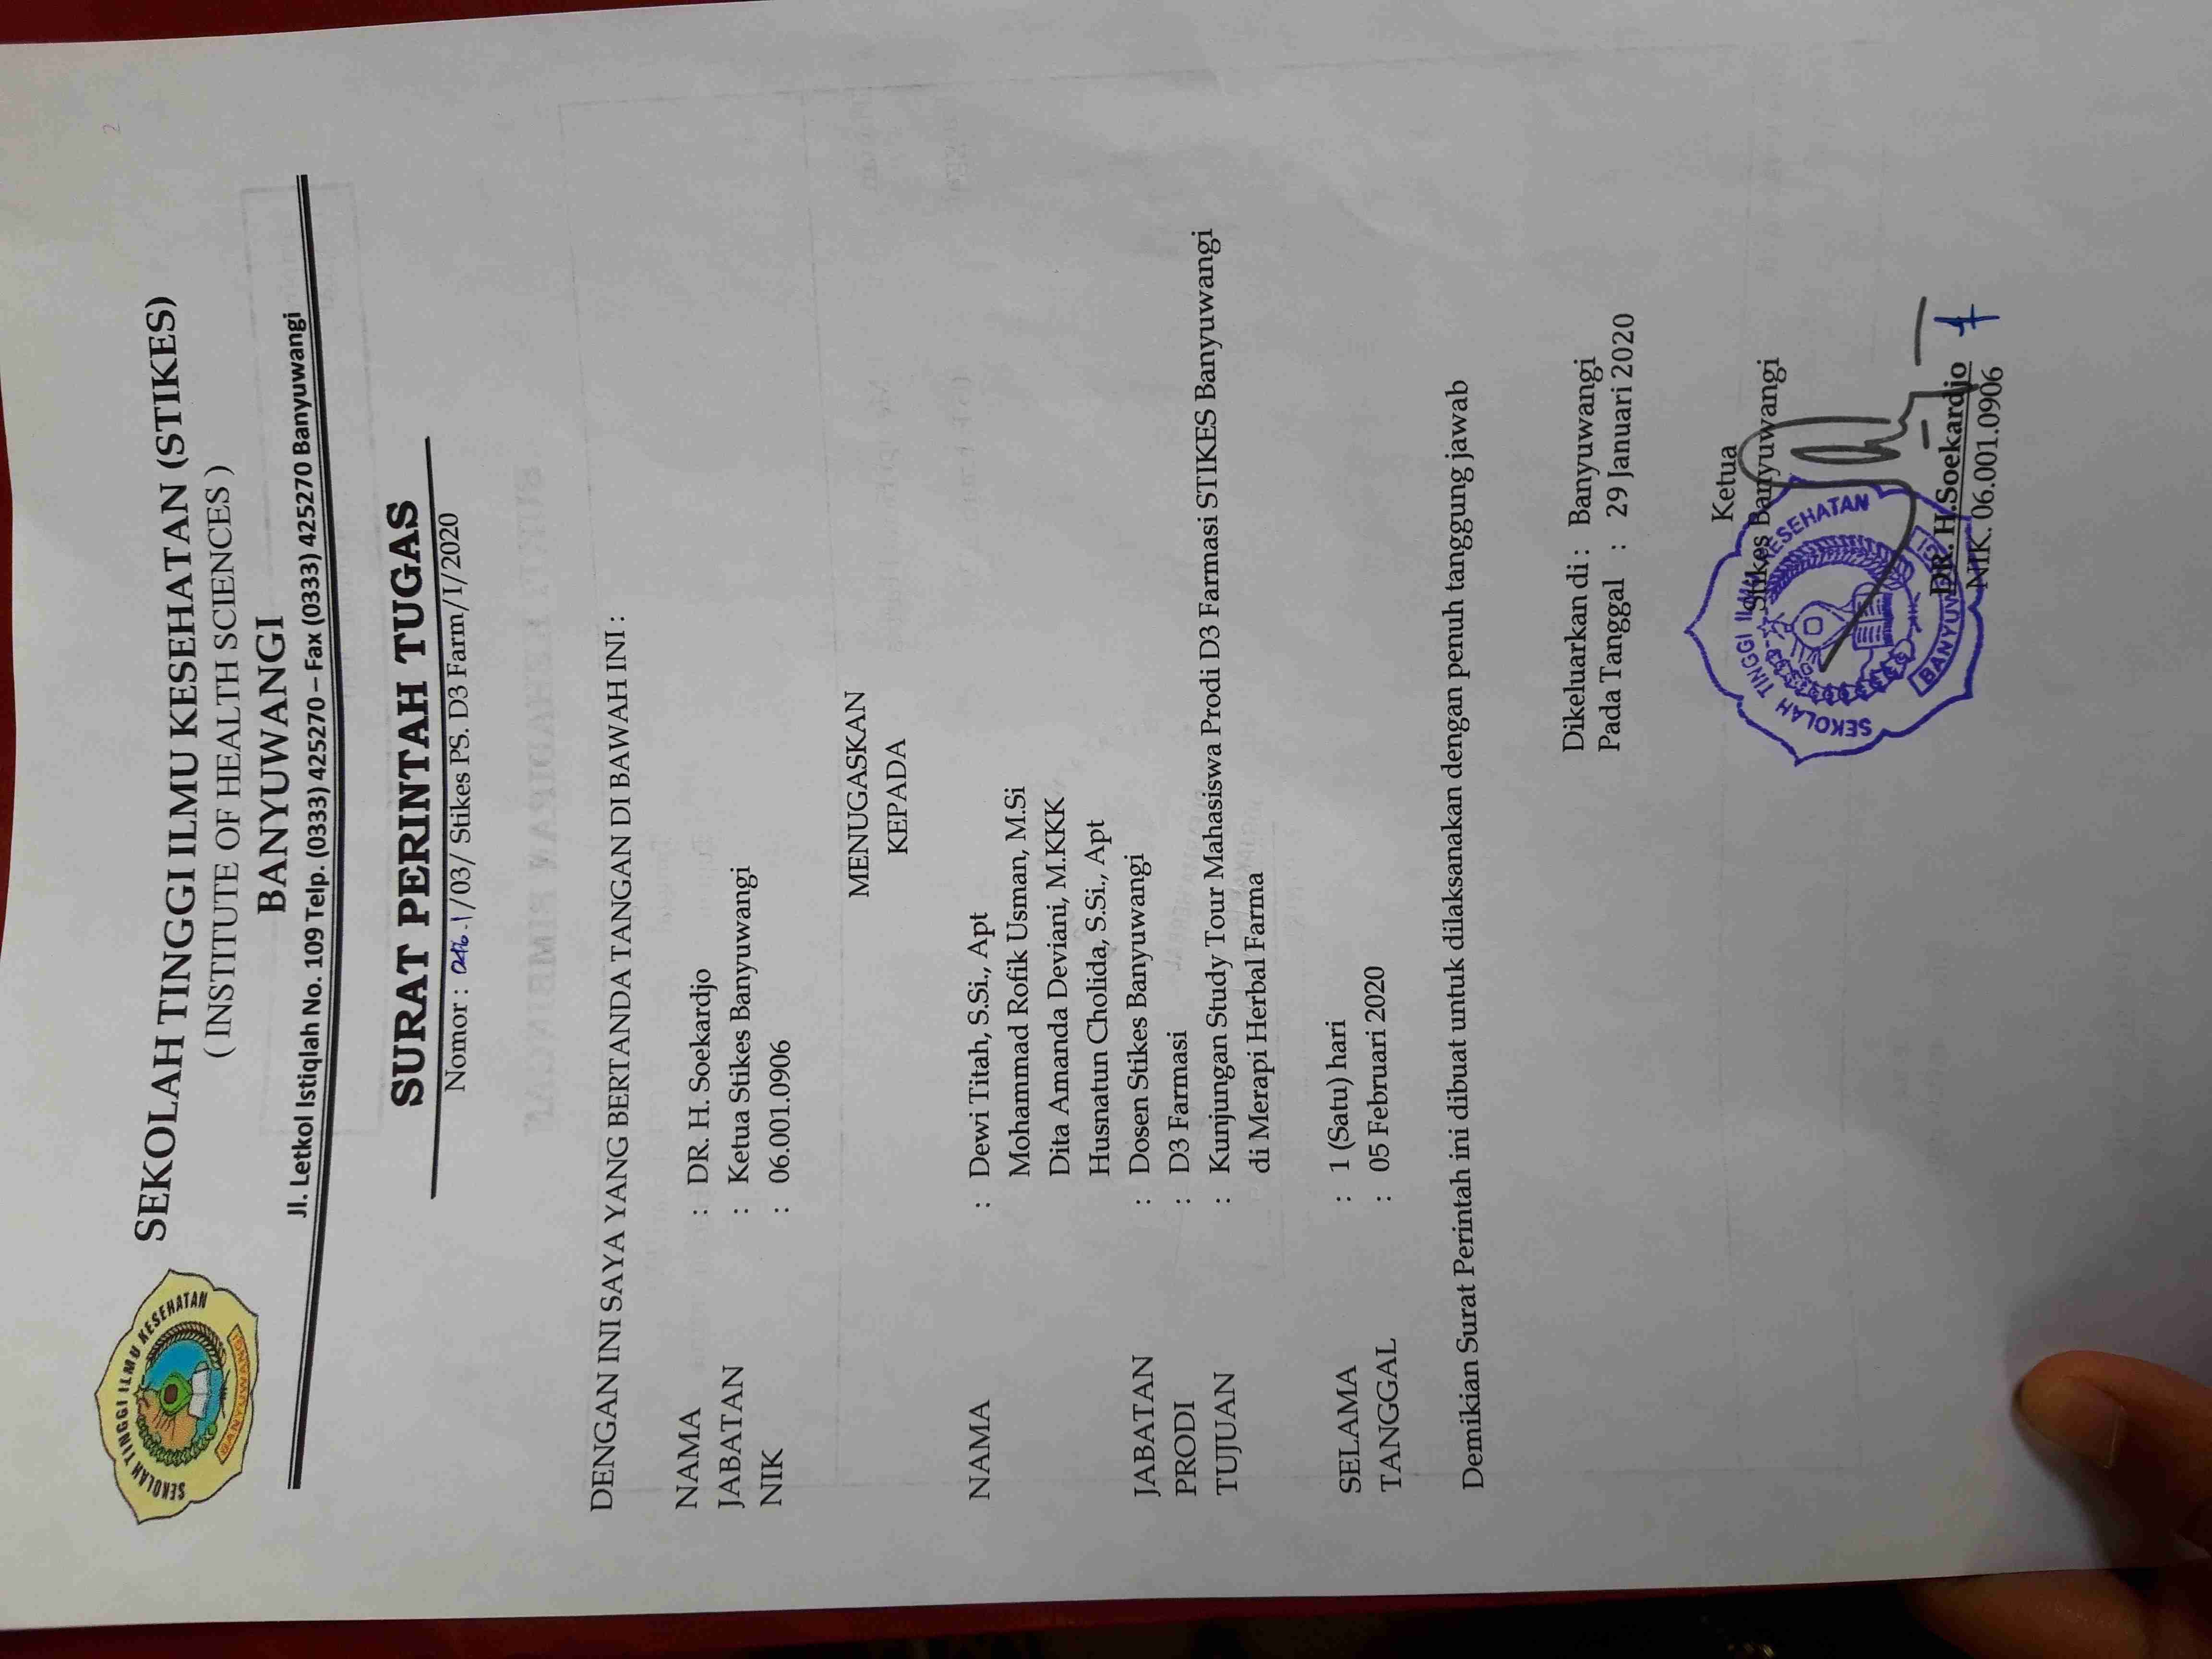 SEKOLAH TINGGI ILMU KESEHATAN
BANYUWANGI
SEKOLAH TINGGI ILMU KESEHATAN (STIKES)
( INSTITUTE OF HEALTH SCIENCES )
BANYUWANGI
Jl. Letkol Istiqlah No. 109 Telp. (0333) 425270 – Fax (0333) 425270 Banyuwangi
2
SURAT PERINTAH TUGAS
Nomor : 046.1/03/ Stikes PS. D3 Farm/I/2020
DENGAN INI SAYA YANG BERTANDA TANGAN DI BAWAH INI :
NAMA : DR. H. Soekardjo
JABATAN : Ketua Stikes Banyuwangi
NIK : 06.001.0906
MENUGASKAN
KEPADA
NAMA : Dewi Titah, S.Si., Apt
Mohammad Rofik Usman, M.Si
Dita Amanda Deviani, M.KKK
Husnatun Cholida, S.Si., Apt
JABATAN : Dosen Stikes Banyuwangi
PRODI : D3 Farmasi
TUJUAN : Kunjungan Study Tour Mahasiswa Prodi D3 Farmasi STIKES Banyuwangi
di Merapi Herbal Farma
SELAMA : 1 (Satu) hari
TANGGAL : 05 Februari 2020
Demikian Surat Perintah ini dibuat untuk dilaksanakan dengan penuh tanggung jawab
Dikeluarkan di : Banyuwangi
Pada Tanggal : 29 Januari 2020
Ketua
Stikes Banyuwangi
SEKOLAH TINGGI ILMU KESEHATAN
BANYUWANGI
DR. H.Soekardjo
NIK. 06.001.0906